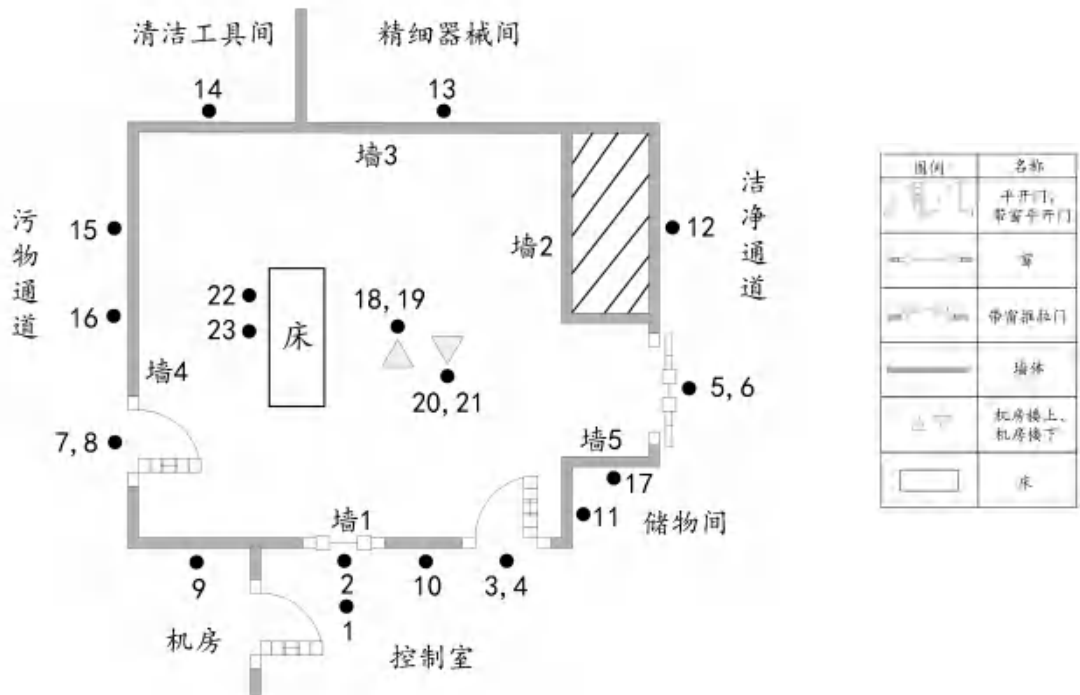 清洁工具间
精细器械间
14
13
墙3
污物通道
15
16
墙2
洁净通道
12
22
23
床
18,19
20,21
墙4
7,8
5,6
墙5
17
11
储物间
墙1
9
2
10
3,4
1
机房
控制室
图例 名称
平开门,
带窗平开门
窗
带窗推拉门
墙体
机房楼上、
机房楼下
床